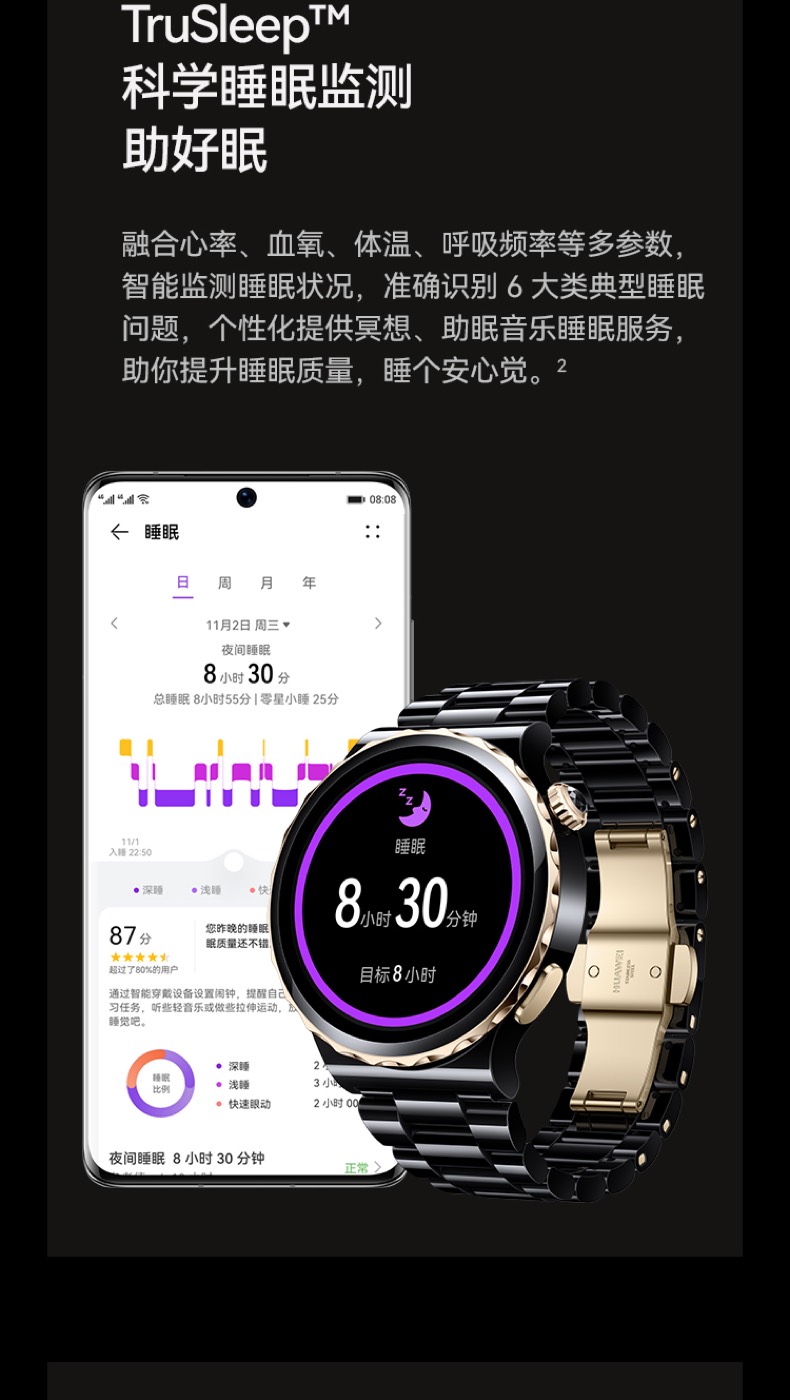 TruSleep™
科学睡眠监测
助好眠
融合心率、血氧、体温、呼吸频率等多参数，
智能监测睡眠状况，准确识别 6 大类典型睡眠
问题，个性化提供冥想、助眠音乐睡眠服务，
助你提升睡眠质量，睡个安心觉。2
08:08
睡眠
日 周 月 年
11月2日 周三
夜间睡眠
8 小时 30 分
总睡眠 8小时55分 | 零星小睡 25分
11/1
入睡 22:50
深睡 浅睡 快
87 分
超过了80%的用户
您昨晚的睡眠
眠质量还不错
通过智能穿戴设备设置闹钟，提醒自己
习任务，听些轻音乐或做些拉伸运动，
睡觉吧。
睡眠
比例
深睡 2
浅睡 3 小
快速眼动 2 小时 00
夜间睡眠 8 小时 30 分钟
正常
睡眠
8小时30分钟
目标8小时
HUAWEI